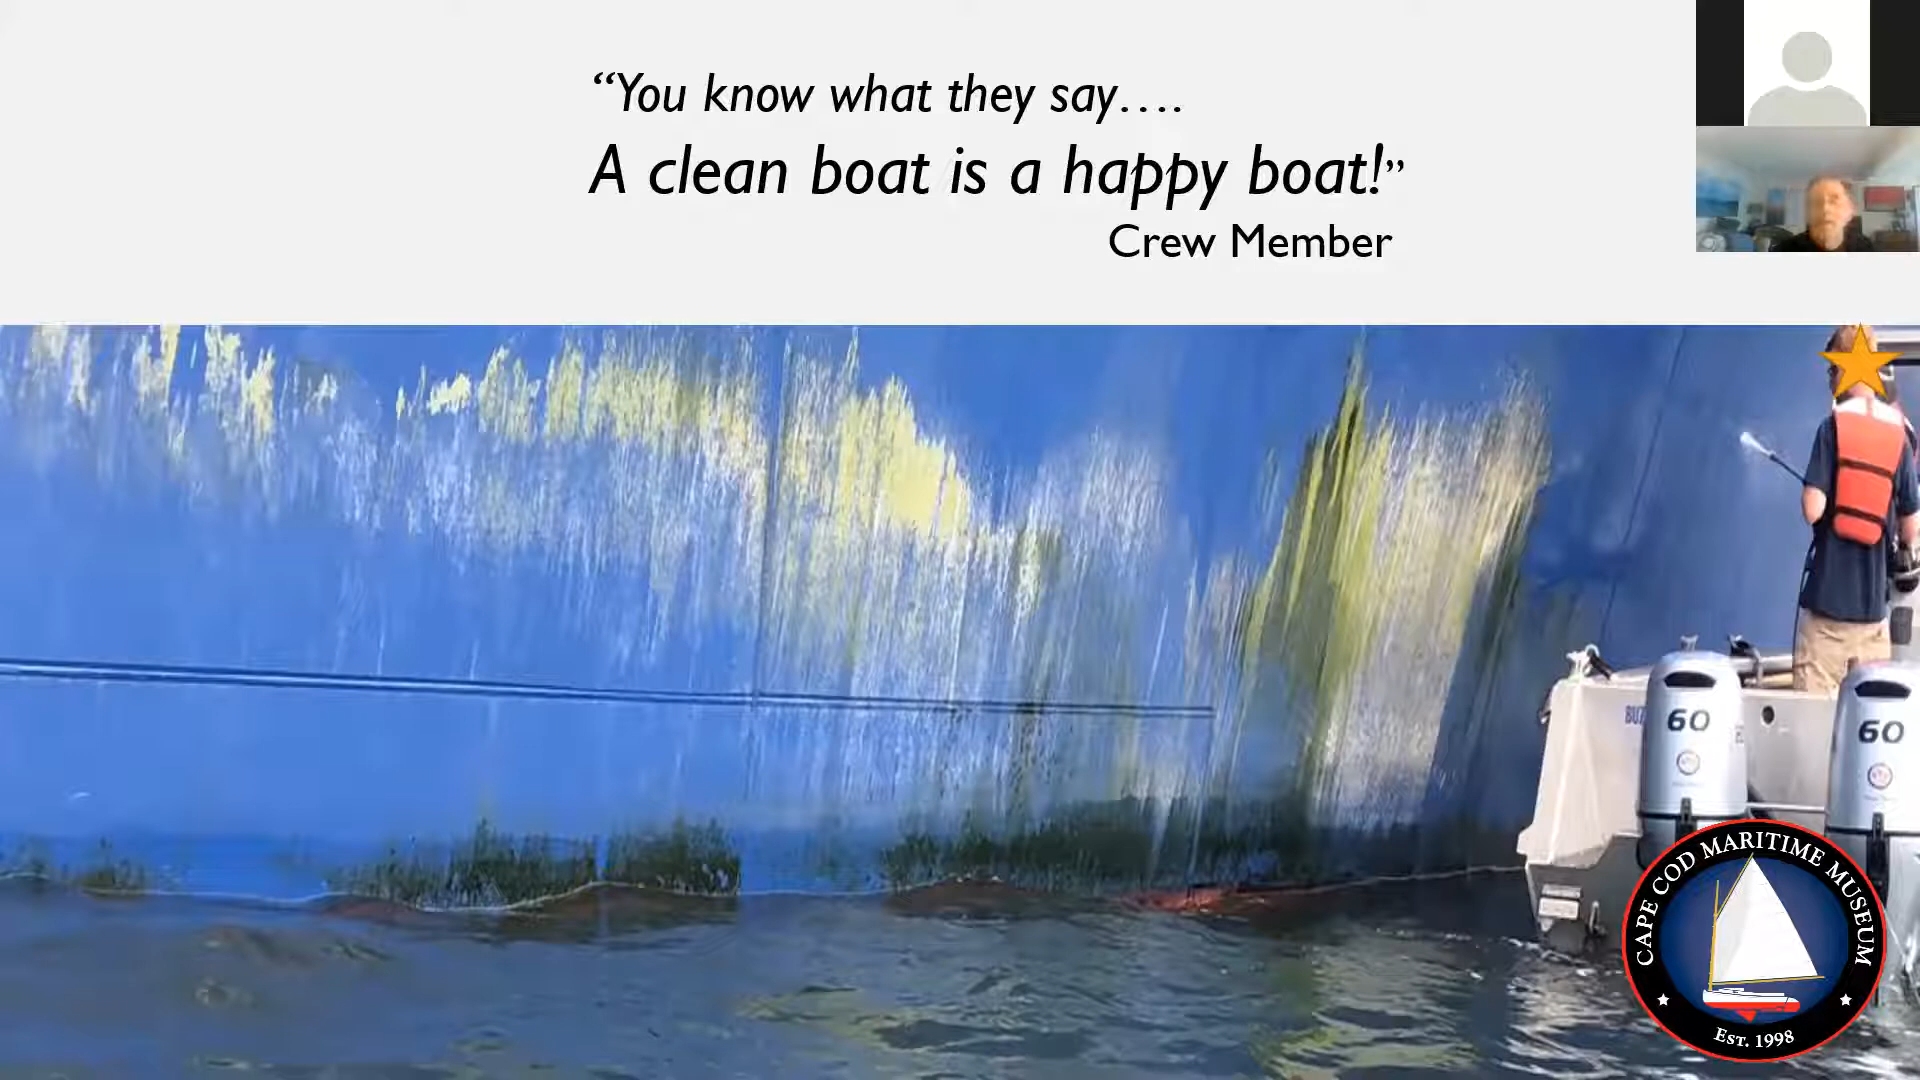 “You know what they say….
A clean boat is a happy boat!”
Crew Member
60
60
CAPE COD MARITIME MUSEUM
EST. 1998